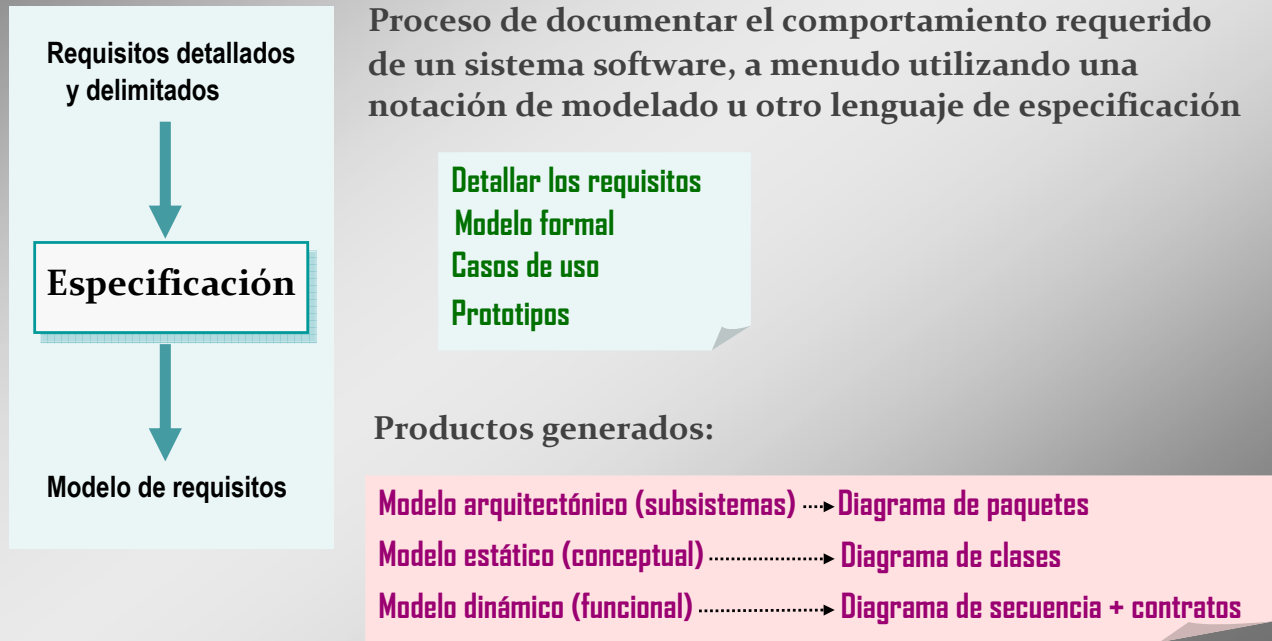 Requisitos detallados
y delimitados
Especificación
Modelo de requisitos
Proceso de documentar el comportamiento requerido
de un sistema software, a menudo utilizando una
notación de modelado u otro lenguaje de especificación
Detallar los requisitos
Modelo formal
Casos de uso
Prototipos
Productos generados:
Modelo arquitectónico (subsistemas) Diagrama de paquetes
Modelo estático (conceptual) Diagrama de clases
Modelo dinámico (funcional) Diagrama de secuencia + contratos